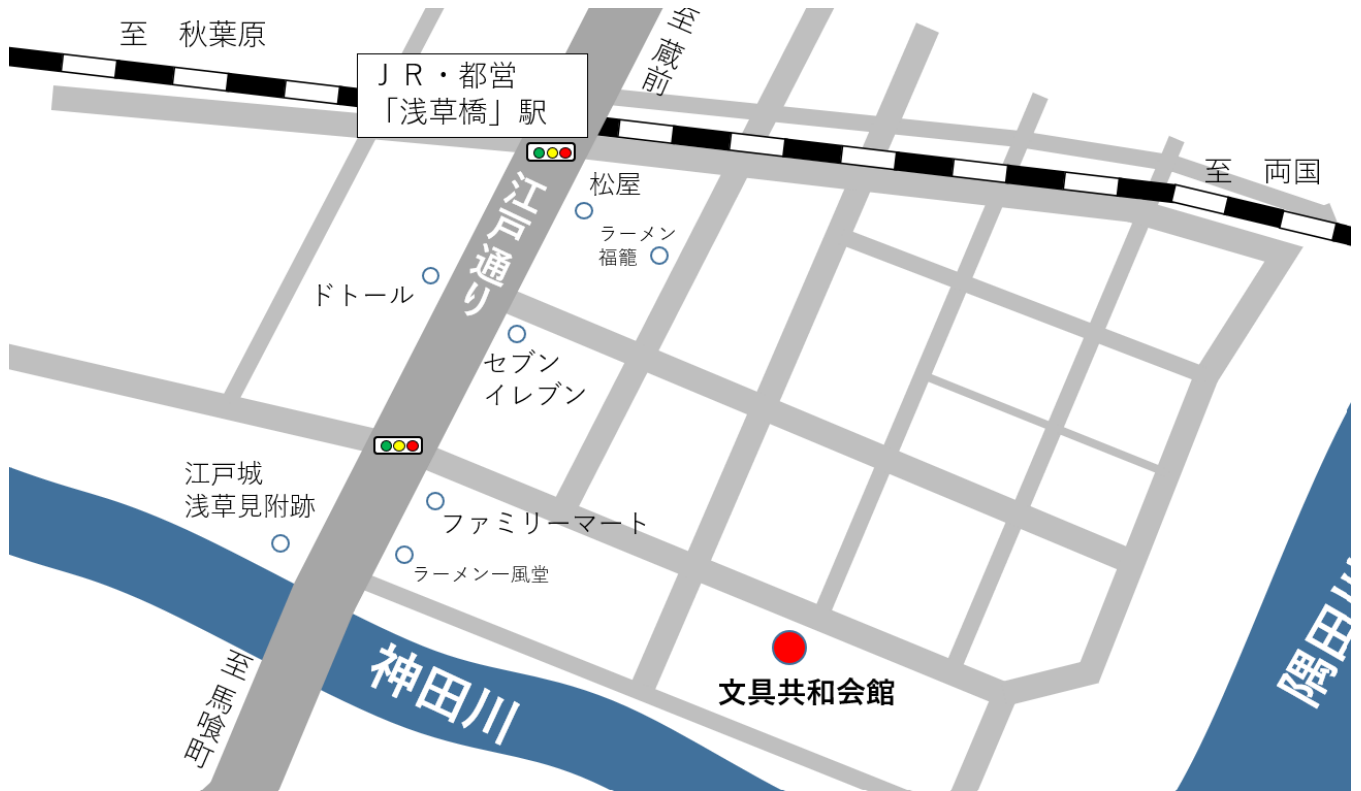 至　秋葉原
至 蔵前
ＪＲ・都営
「浅草橋」駅
至　両国
松屋
江戸通り
ラーメン
福籠
ドトール
セブン
イレブン
江戸城
浅草見附跡
ファミリーマート
ラーメン一風堂
神田川
至 馬喰町
文具共和会館
隅田川